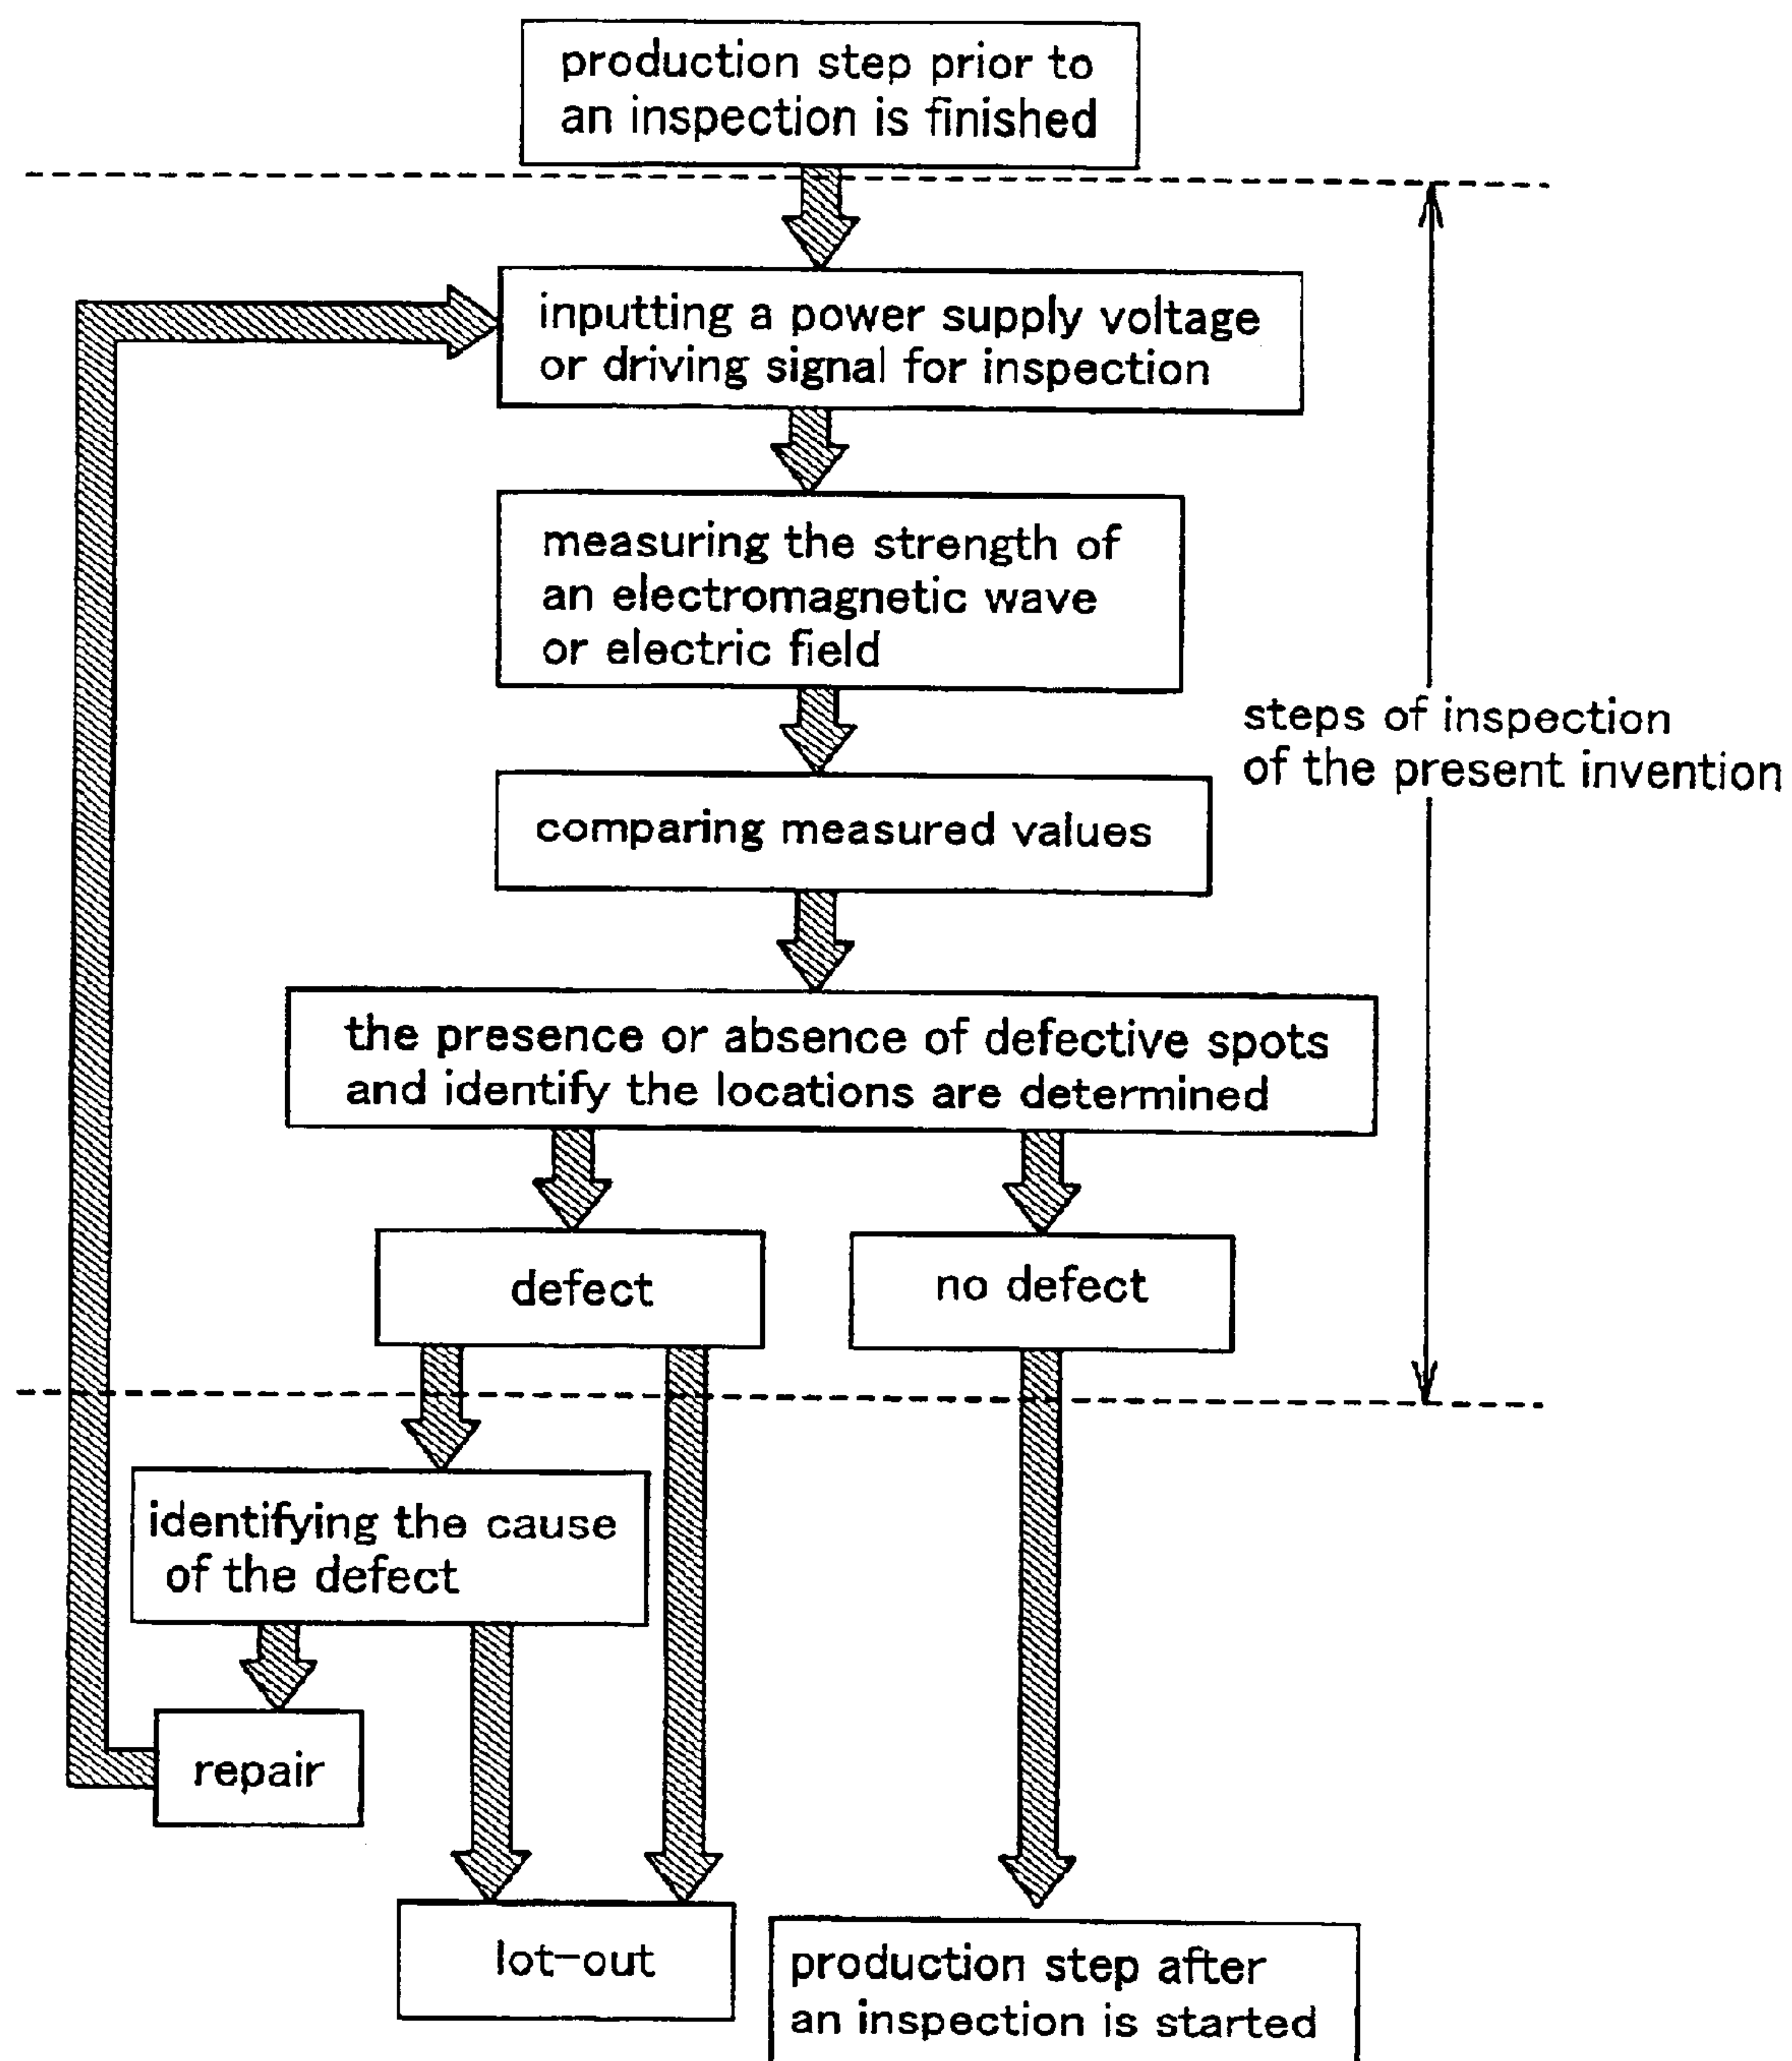 production step prior to
an inspection is finished
inputting a power supply voltage
or driving signal for inspection
measuring the strength of
an electromagnetic wave
or electric field
steps of inspection
of the present invention
comparing measured values
the presence or absence of defective spots
and identify the locations are determined
defect
no defect
identifying the cause
of the defect
repair
lot-out
production step after
an inspection is started